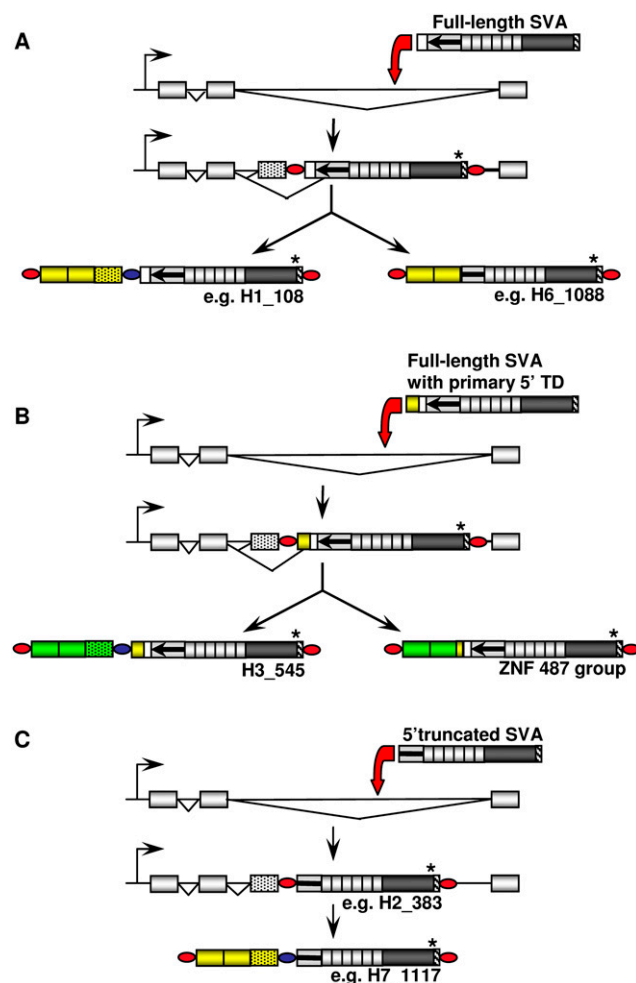 A
Full-length SVA
*
* *
e.g. H1_108 e.g. H6_1088
B
Full-length SVA
with primary 5' TD
*
* *
H3_545 ZNF 487 group
C
5'truncated SVA
*
e.g. H2_383
*
e.g. H7_1117